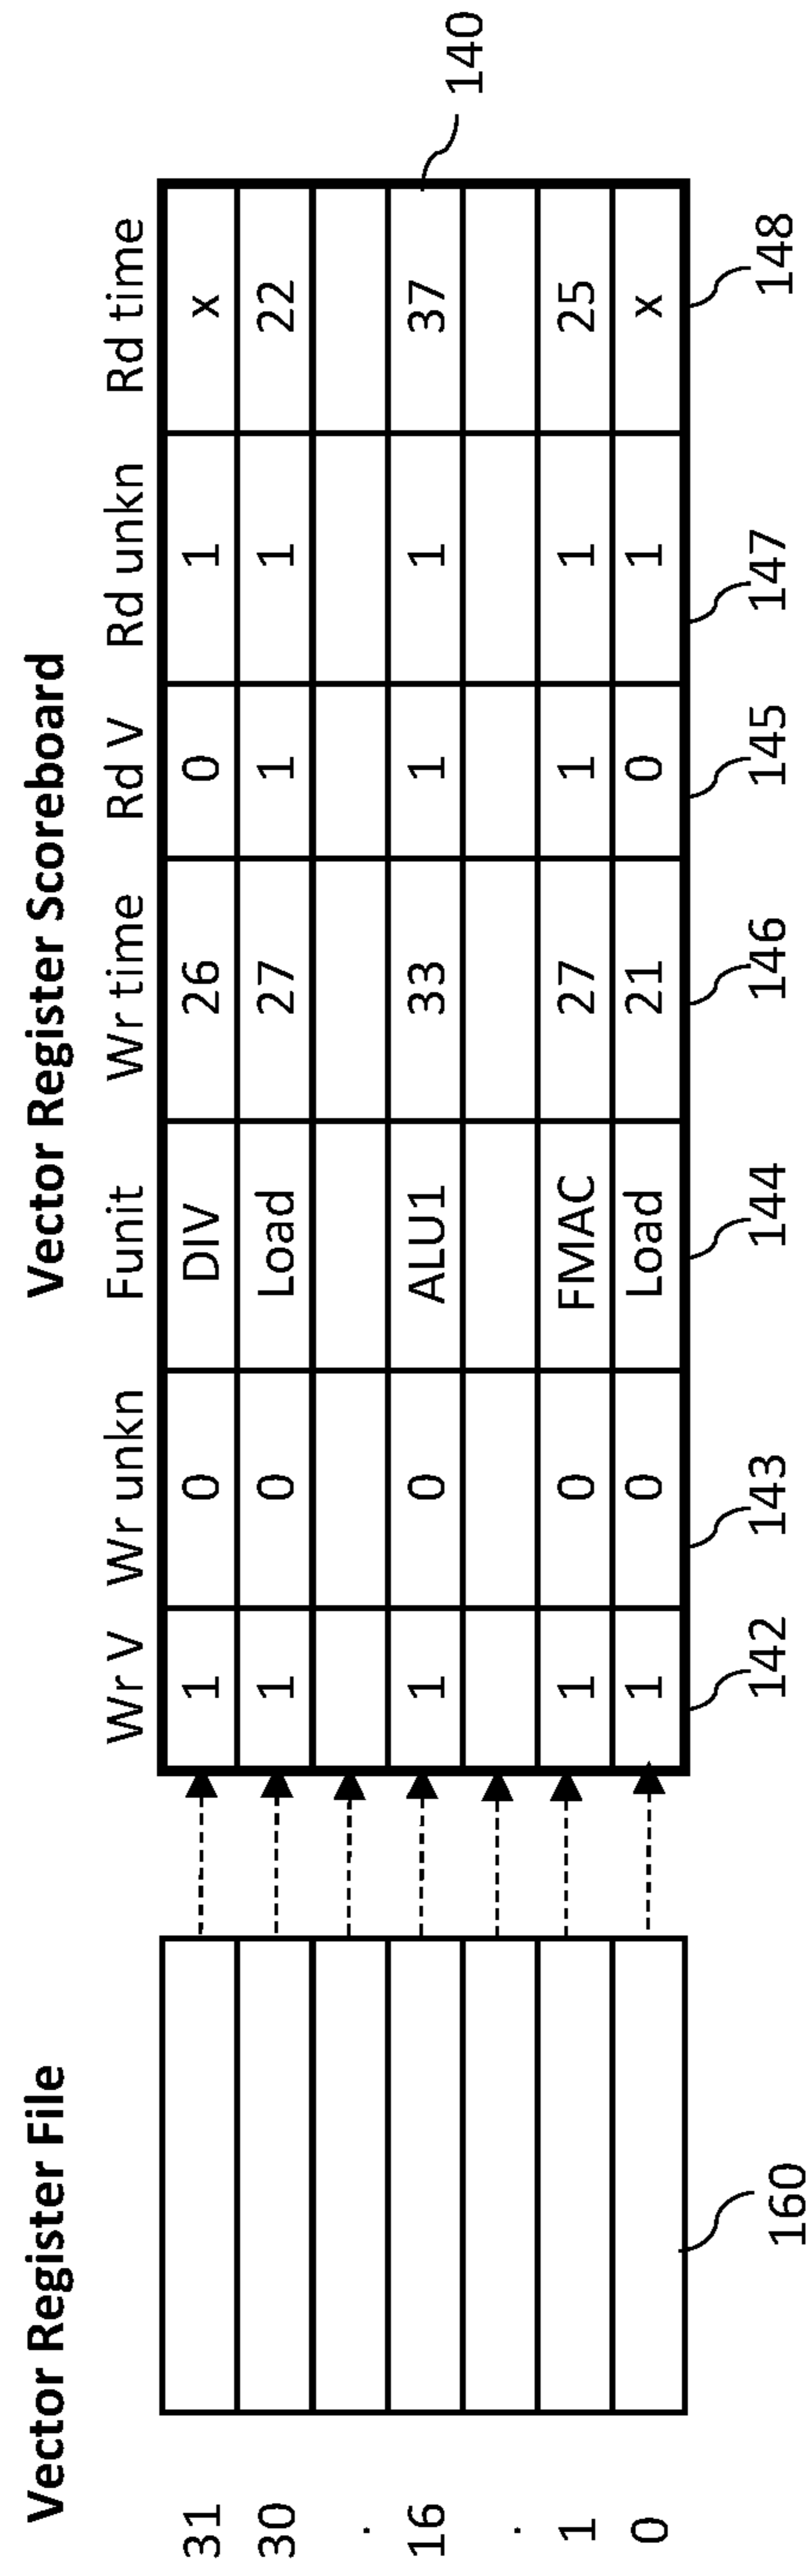 Vector Register File Vector Register Scoreboard
Wr V Wr unkn Funit Wr time Rd V Rd unkn Rd time
31 1 0 DIV 26 0 1 x
30 1 0 Load 27 1 1 22
.
16 1 0 ALU1 33 1 1 37
.
1 1 0 FMAC 27 1 1 25
0 1 0 Load 21 0 1 x
160 142 143 144 146 145 147 148
140